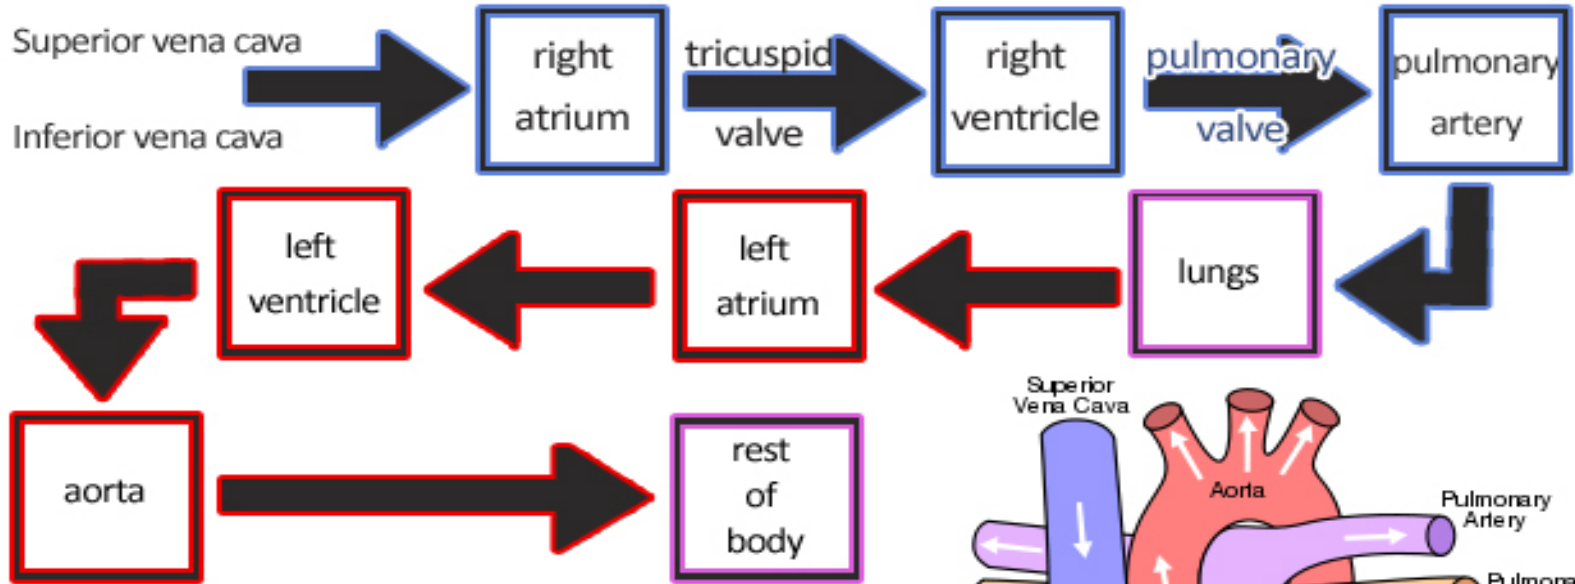 Superior vena cava
Inferior vena cava
right
atrium
tricuspid
valve
right
ventricle
pulmonary
valve
pulmonary
artery
left
ventricle
left
atrium
lungs
aorta
rest
of
body
Superior
Vena Cava
Aorta
Pulmonary
Artery